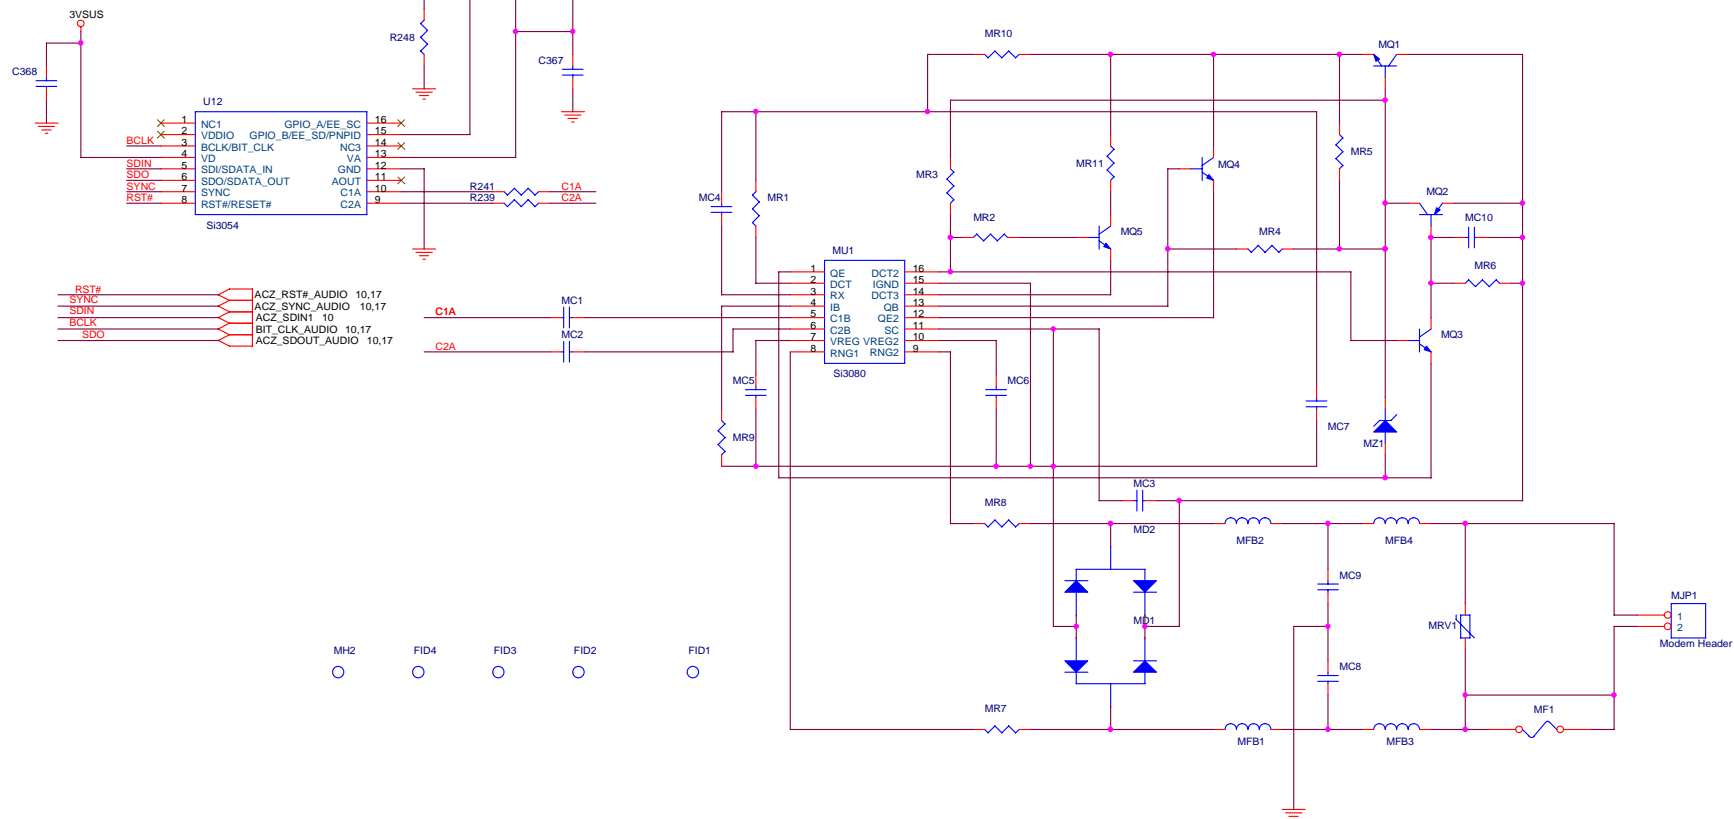 3VSUS
R248
C368
C367
U12
1 NC1 GPIO_A/EE_SC 16
2 VDDIO GPIO_B/EE_SD/PNPID 15
BCLK 3 BCLK/BIT_CLK NC3 14
4 VD VA 13
SDIN 5 SDI/SDATA_IN GND 12
SDO 6 SDO/SDATA_OUT AOUT 11
SYNC 7 SYNC C1A 10 R241 C1A
RST# 8 RST#/RESET# C2A 9 R239 C2A
Si3054
RST# ACZ_RST#_AUDIO 10,17
SYNC ACZ_SYNC_AUDIO 10,17
SDIN ACZ_SDIN1 10
BCLK BIT_CLK_AUDIO 10,17
SDO ACZ_SDOUT_AUDIO 10,17
C1A MC1
C2A MC2
MR10
MQ1
MC4
MR1
MR3
MR11
MQ4
MR5
MQ2
MC10
MR2
MQ5
MR4
MR6
MU1
1 QE DCT2 16
2 DCT IGND 15
3 RX DCT3 14
4 IB QB 13
5 C1B QE2 12
6 C2B SC 11
7 VREG VREG2 10
8 RNG1 RNG2 9
Si3080
MQ3
MC5
MC6
MR9
MC7
MZ1
MC3
MR8
MD2
MFB2
MFB4
MC9
MD1
MRV1
MJP1
1
2
Modem Header
MH2 FID4 FID3 FID2 FID1
MC8
MR7
MFB1
MFB3
MF1